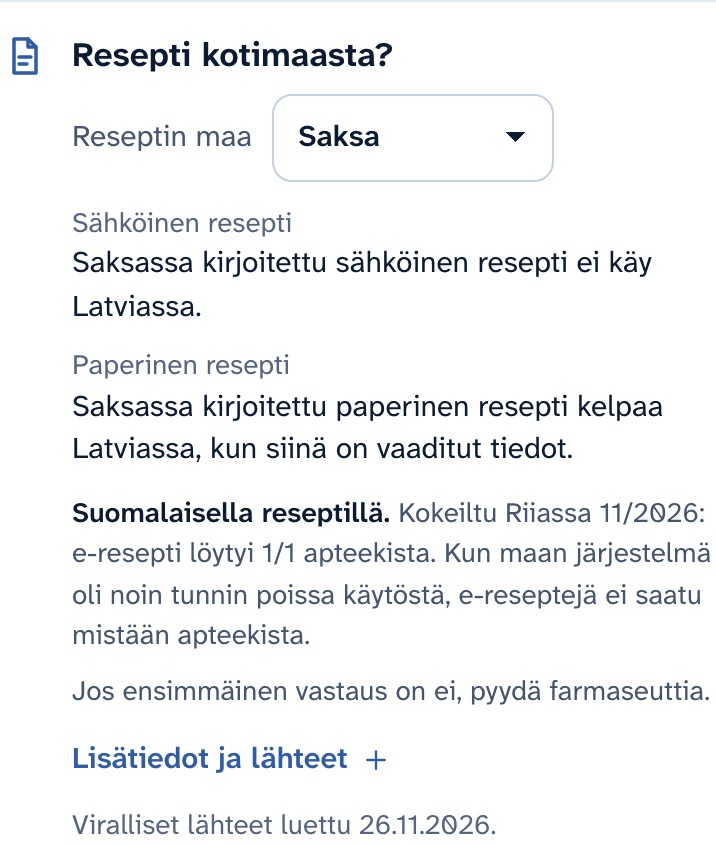 Resepti kotimaasta?
Reseptin maa Saksa
Sähköinen resepti
Saksassa kirjoitettu sähköinen resepti ei käy
Latviassa.
Paperinen resepti
Saksassa kirjoitettu paperinen resepti kelpaa
Latviassa, kun siinä on vaaditut tiedot.
Suomalaisella reseptillä. Kokeiltu Riiassa 11/2026:
e-resepti löytyi 1/1 apteekista. Kun maan järjestelmä
oli noin tunnin poissa käytöstä, e-reseptejä ei saatu
mistään apteekista.
Jos ensimmäinen vastaus on ei, pyydä farmaseuttia.
Lisätiedot ja lähteet +
Viralliset lähteet luettu 26.11.2026.